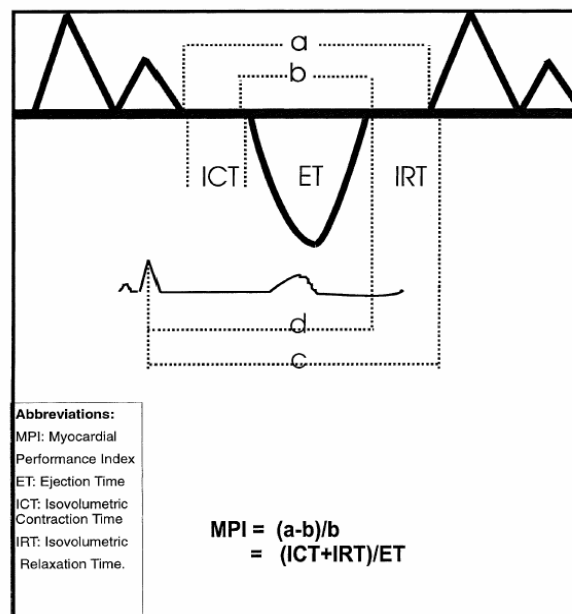 a
b
ICT ET IRT
d
c
Abbreviations:
MPI: Myocardial
Performance Index
ET: Ejection Time
ICT: Isovolumetric
Contraction Time
IRT: Isovolumetric
Relaxation Time.
MPI = (a-b)/b
= (ICT+IRT)/ET